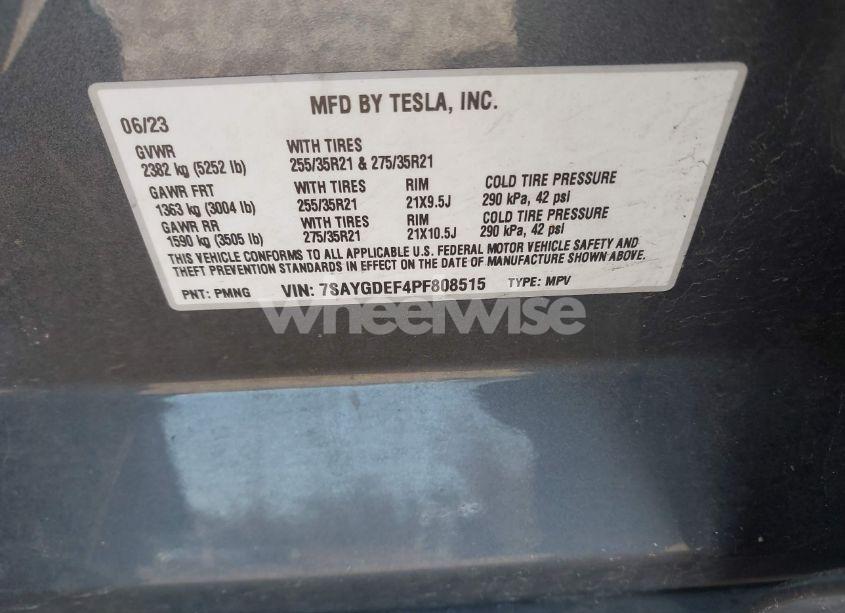 MFD BY TESLA, INC.
06/23
GVWR WITH TIRES
2382 kg (5252 lb) 255/35R21 & 275/35R21
GAWR FRT WITH TIRES RIM COLD TIRE PRESSURE
1363 kg (3004 lb) 255/35R21 21X9.5J 290 kPa, 42 psi
GAWR RR WITH TIRES RIM COLD TIRE PRESSURE
1590 kg (3505 lb) 275/35R21 21X10.5J 290 kPa, 42 psi
THIS VEHICLE CONFORMS TO ALL APPLICABLE U.S. FEDERAL MOTOR VEHICLE SAFETY AND
THEFT PREVENTION STANDARDS IN EFFECT ON THE DATE OF MANUFACTURE SHOWN ABOVE.
PNT: PMNG VIN: 7SAYGDEF4PF808515 TYPE: MPV
wheelwise